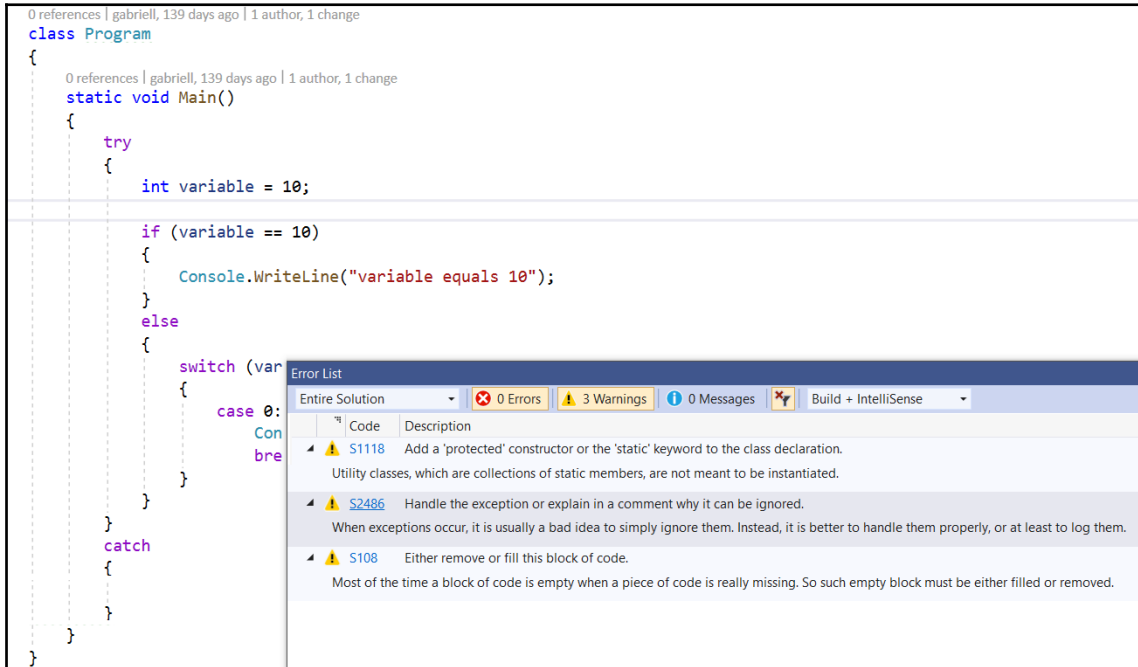 0 references | gabriell, 139 days ago | 1 author, 1 change
class Program
{
0 references | gabriell, 139 days ago | 1 author, 1 change
static void Main()
{
try
{
int variable = 10;
if (variable == 10)
{
Console.WriteLine("variable equals 10");
}
else
{
switch (var
{
case 0:
Con
bre
}
}
}
catch
{
}
}
}
Error List
Entire Solution 0 Errors 3 Warnings 0 Messages Build + IntelliSense
Code Description
S1118 Add a 'protected' constructor or the 'static' keyword to the class declaration.
Utility classes, which are collections of static members, are not meant to be instantiated.
S2486 Handle the exception or explain in a comment why it can be ignored.
When exceptions occur, it is usually a bad idea to simply ignore them. Instead, it is better to handle them properly, or at least to log them.
S108 Either remove or fill this block of code.
Most of the time a block of code is empty when a piece of code is really missing. So such empty block must be either filled or removed.